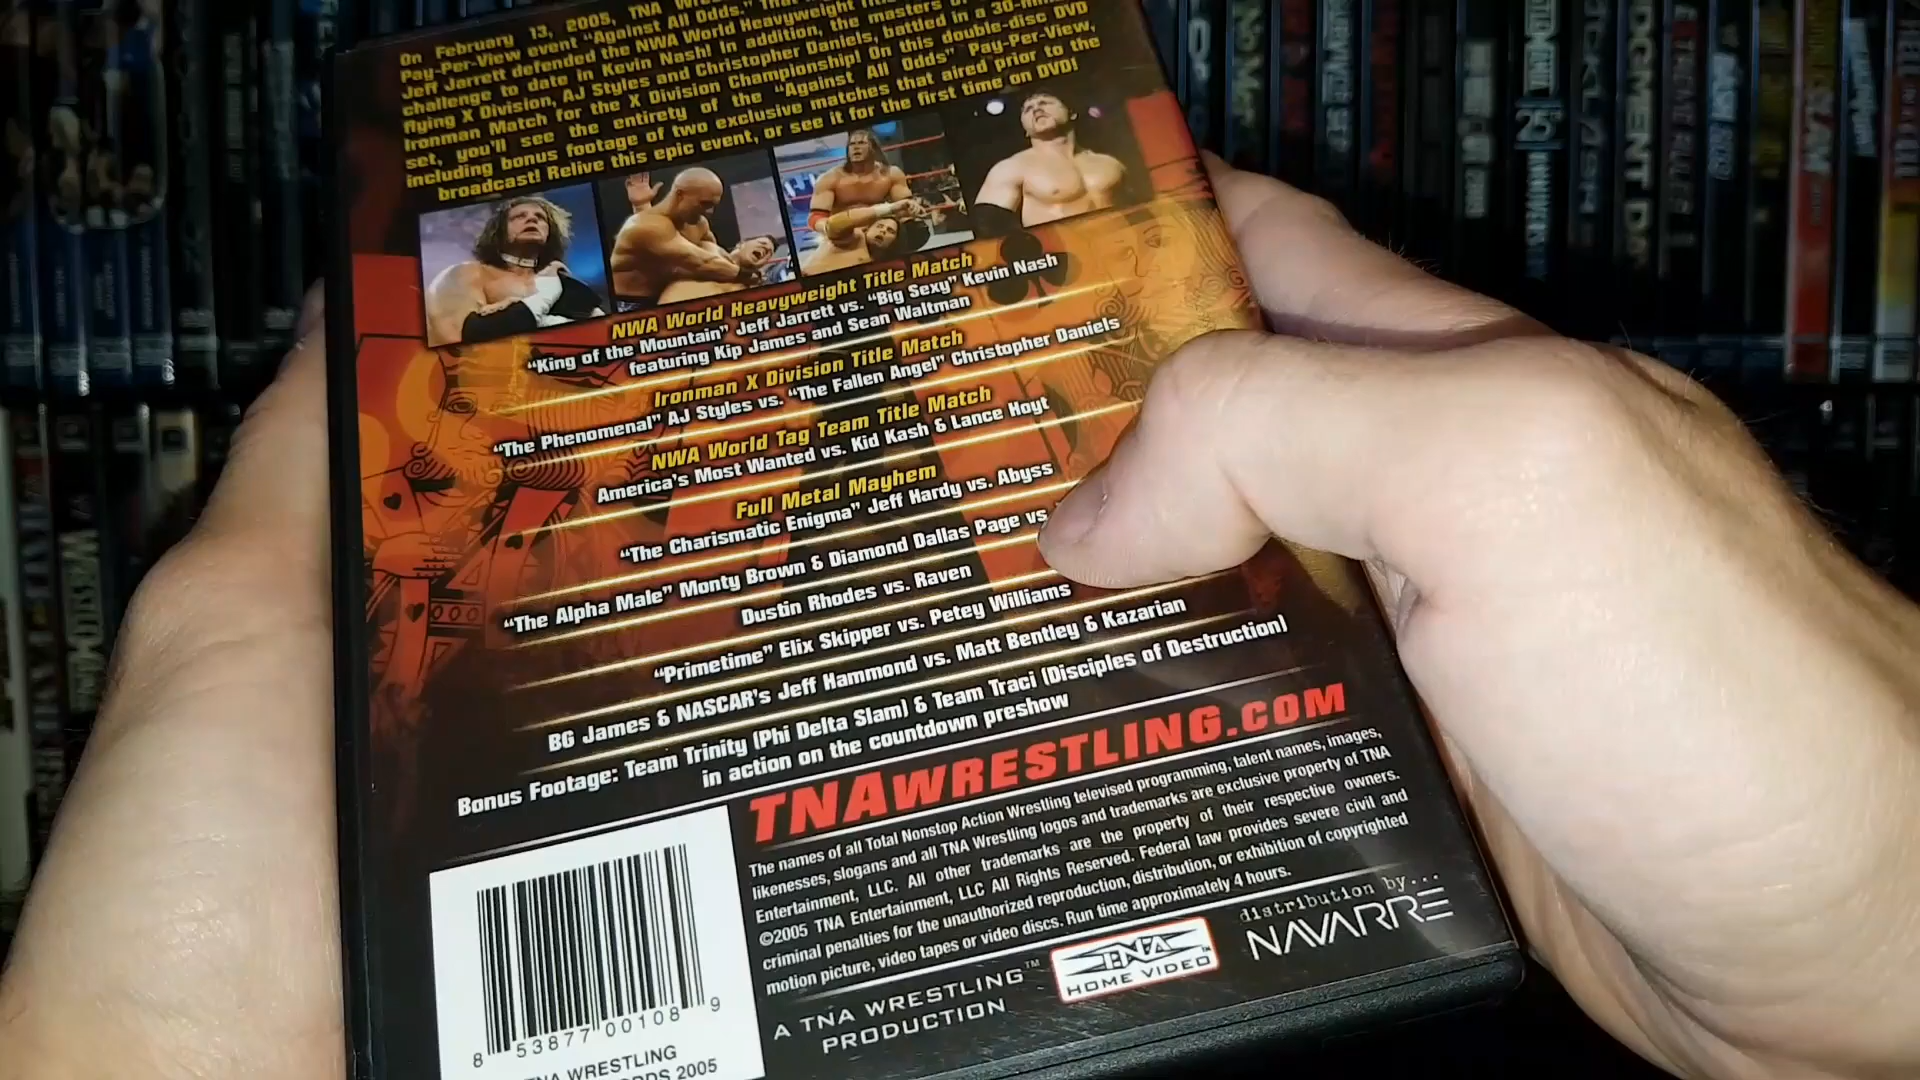 On February 13, 2005, TNA
Pay-Per-View event "Against All Odds."
Jeff Jarrett defended the NWA World Heavyweight
challenge to date in Kevin Nash! In addition, the masters
flying X Division, AJ Styles and Christopher Daniels, battled in a 30-
Ironman Match for the X Division Championship! On this double-disc DVD
set, you'll see the entirety of the "Against All Odds" Pay-Per-View,
including bonus footage of two exclusive matches that aired prior to the
broadcast! Relive this epic event, or see it for the first time on DVD!
NWA World Heavyweight Title Match
"King of the Mountain" Jeff Jarrett vs. "Big Sexy" Kevin Nash
featuring Kip James and Sean Waltman
Ironman X Division Title Match
"The Phenomenal" AJ Styles vs. "The Fallen Angel" Christopher Daniels
NWA World Tag Team Title Match
America's Most Wanted vs. Kid Kash & Lance Hoyt
Full Metal Mayhem
"The Charismatic Enigma" Jeff Hardy vs. Abyss
"The Alpha Male" Monty Brown & Diamond Dallas Page vs.
Dustin Rhodes vs. Raven
"Primetime" Elix Skipper vs. Petey Williams
BG James & NASCAR's Jeff Hammond vs. Matt Bentley & Kazarian
Bonus Footage: Team Trinity (Phi Delta Slam) & Team Traci (Disciples of Destruction)
in action on the countdown preshow
TNAWRESTLING.COM
The names of all Total Nonstop Action Wrestling televised programming, talent names, images,
likenesses, slogans and all TNA Wrestling logos and trademarks are exclusive property of TNA
Entertainment, LLC. All other trademarks are the property of their respective owners.
©2005 TNA Entertainment, LLC All Rights Reserved. Federal law provides severe civil and
criminal penalties for the unauthorized reproduction, distribution, or exhibition of copyrighted
motion picture, video tapes or video discs. Run time approximately 4 hours.
distribution by...
NAVARRE
TNA
HOME VIDEO
A TNA WRESTLING™
PRODUCTION
8 53877 00108 9
TNA WRESTLING
2005